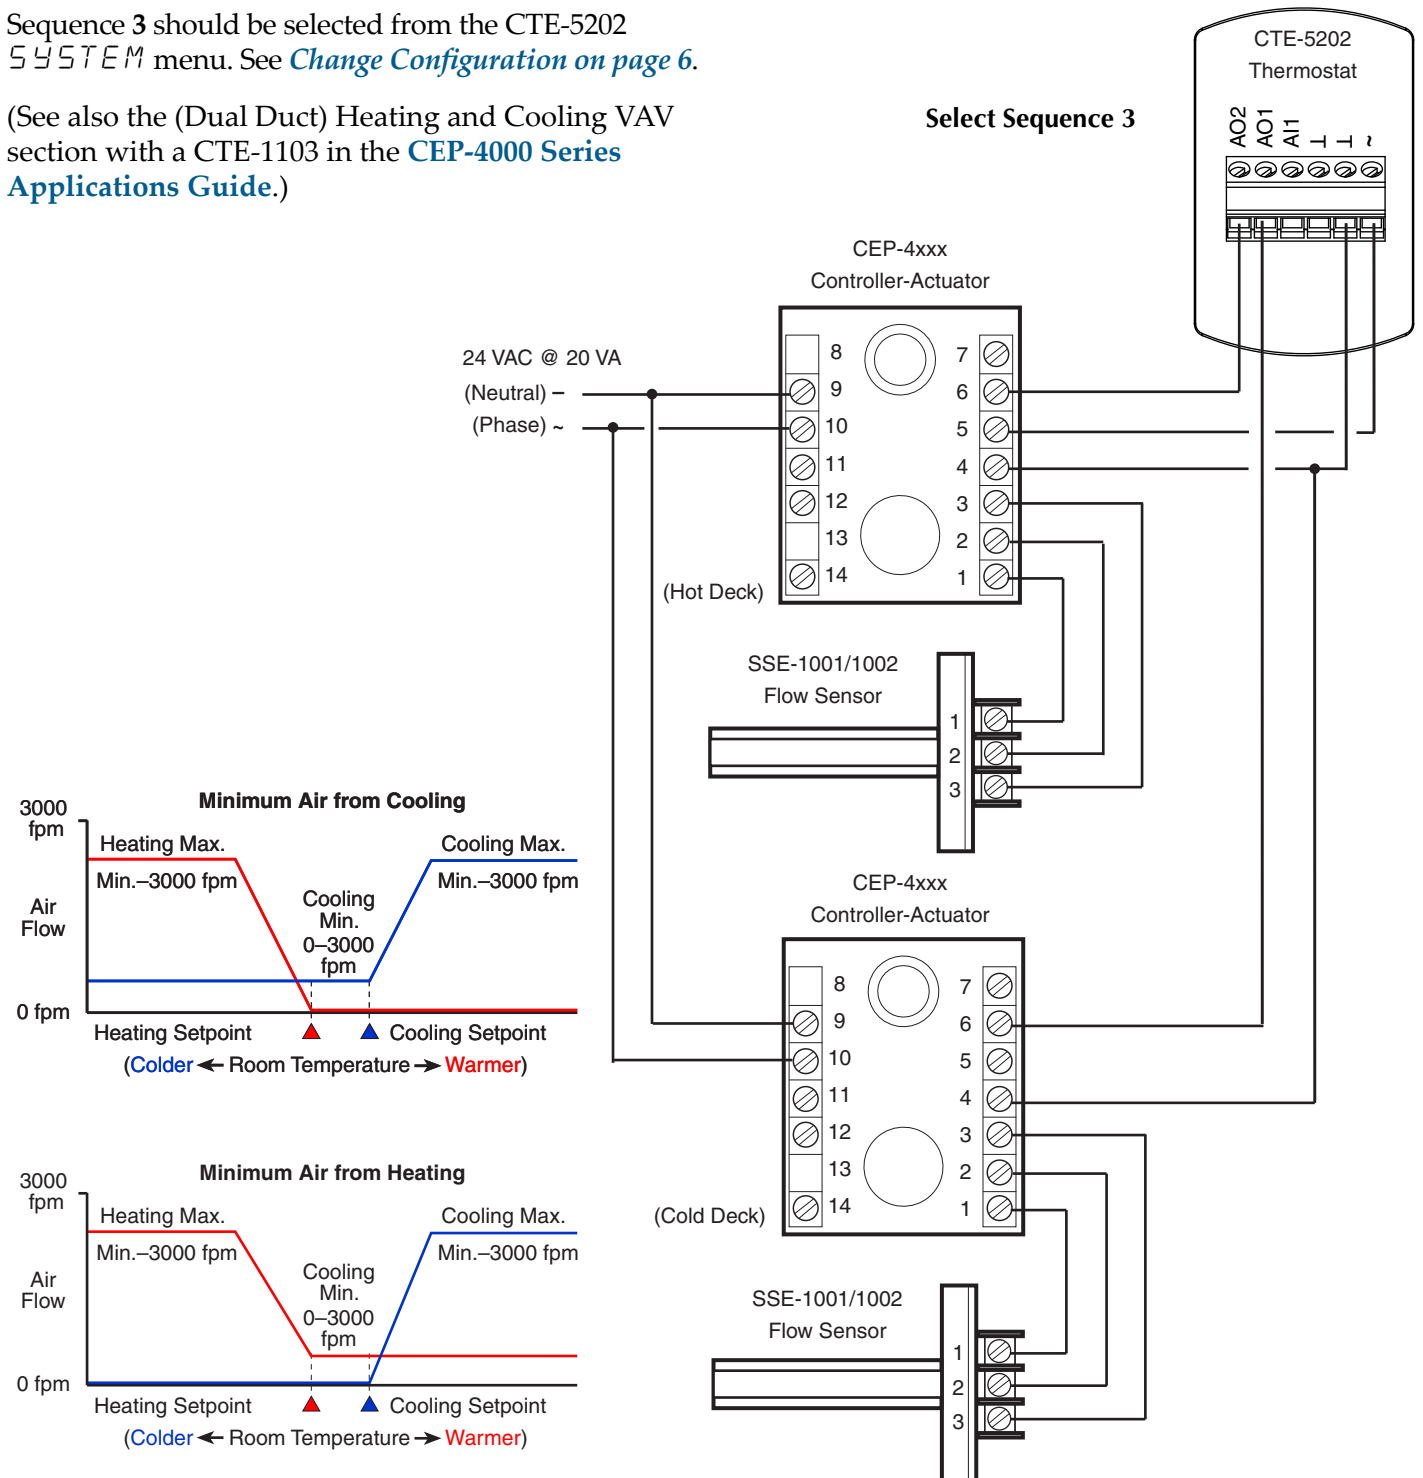 Sequence 3 should be selected from the CTE-5202
SYSTEM menu. See Change Configuration on page 6.
(See also the (Dual Duct) Heating and Cooling VAV
section with a CTE-1103 in the CEP-4000 Series
Applications Guide.)
Select Sequence 3
CTE-5202
Thermostat
AO2
AO1
AI1
⊥
⊥
~
CEP-4xxx
Controller-Actuator
24 VAC @ 20 VA
(Neutral) –
(Phase) ~
8
9
10
11
12
13
14
7
6
5
4
3
2
1
(Hot Deck)
SSE-1001/1002
Flow Sensor
1
2
3
CEP-4xxx
Controller-Actuator
8
9
10
11
12
13
14
7
6
5
4
3
2
1
(Cold Deck)
SSE-1001/1002
Flow Sensor
1
2
3
Minimum Air from Cooling
3000
fpm
Heating Max.
Min.–3000 fpm
Cooling Max.
Min.–3000 fpm
Cooling
Min.
0–3000
fpm
Air
Flow
0 fpm
Heating Setpoint
Cooling Setpoint
(Colder ← Room Temperature → Warmer)
Minimum Air from Heating
3000
fpm
Heating Max.
Min.–3000 fpm
Cooling Max.
Min.–3000 fpm
Cooling
Min.
0–3000
fpm
Air
Flow
0 fpm
Heating Setpoint
Cooling Setpoint
(Colder ← Room Temperature → Warmer)